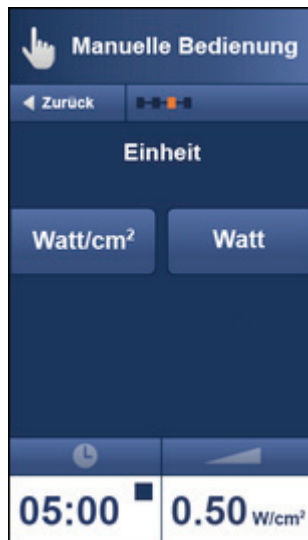 Manuelle Bedienung
Zurück
Einheit
Watt/cm² Watt
05:00 0.50 W/cm²